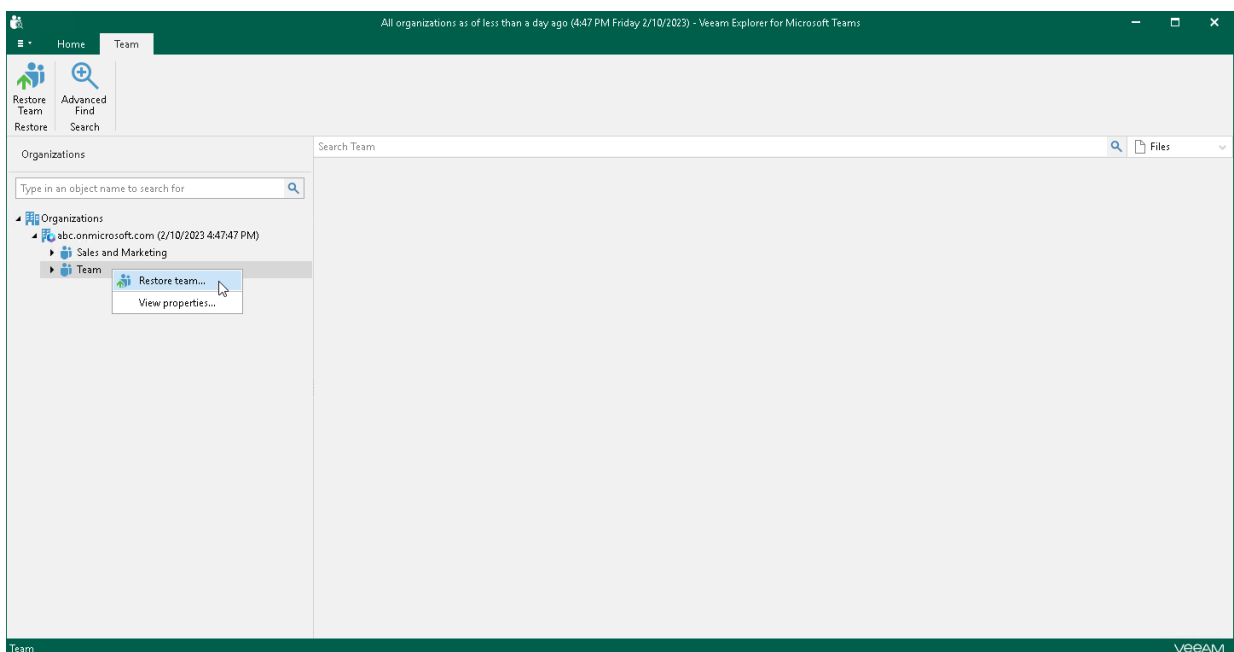 All organizations as of less than a day ago (4:47 PM Friday 2/10/2023) - Veeam Explorer for Microsoft Teams
Home Team
Restore Team
Advanced Find
Restore Search
Organizations
Search Team
Files
Type in an object name to search for
Organizations
abc.onmicrosoft.com (2/10/2023 4:47:47 PM)
Sales and Marketing
Team
Restore team...
View properties...
Team
veeam